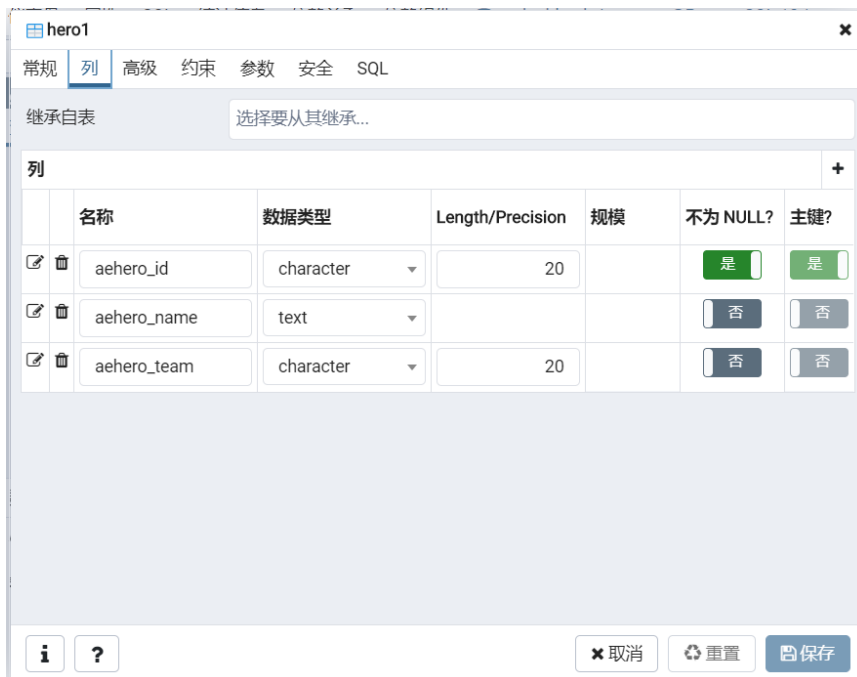 hero1
常规 列 高级 约束 参数 安全 SQL
继承自表 选择要从其继承...
列
名称 数据类型 Length/Precision 规模 不为 NULL? 主键?
aehero_id character 20 是 是
aehero_name text 否 否
aehero_team character 20 否 否
i ? 取消 重置 保存